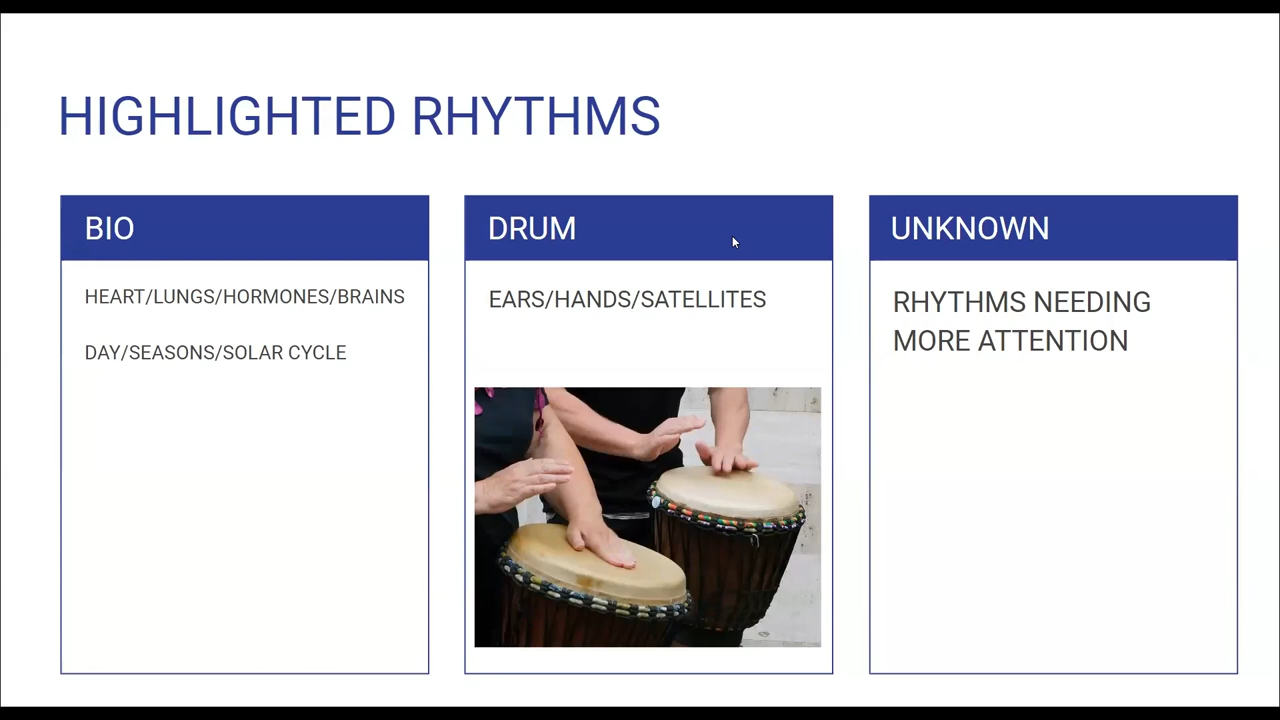 HIGHLIGHTED RHYTHMS
BIO
HEART/LUNGS/HORMONES/BRAINS
DAY/SEASONS/SOLAR CYCLE
DRUM
EARS/HANDS/SATELLITES
UNKNOWN
RHYTHMS NEEDING
MORE ATTENTION